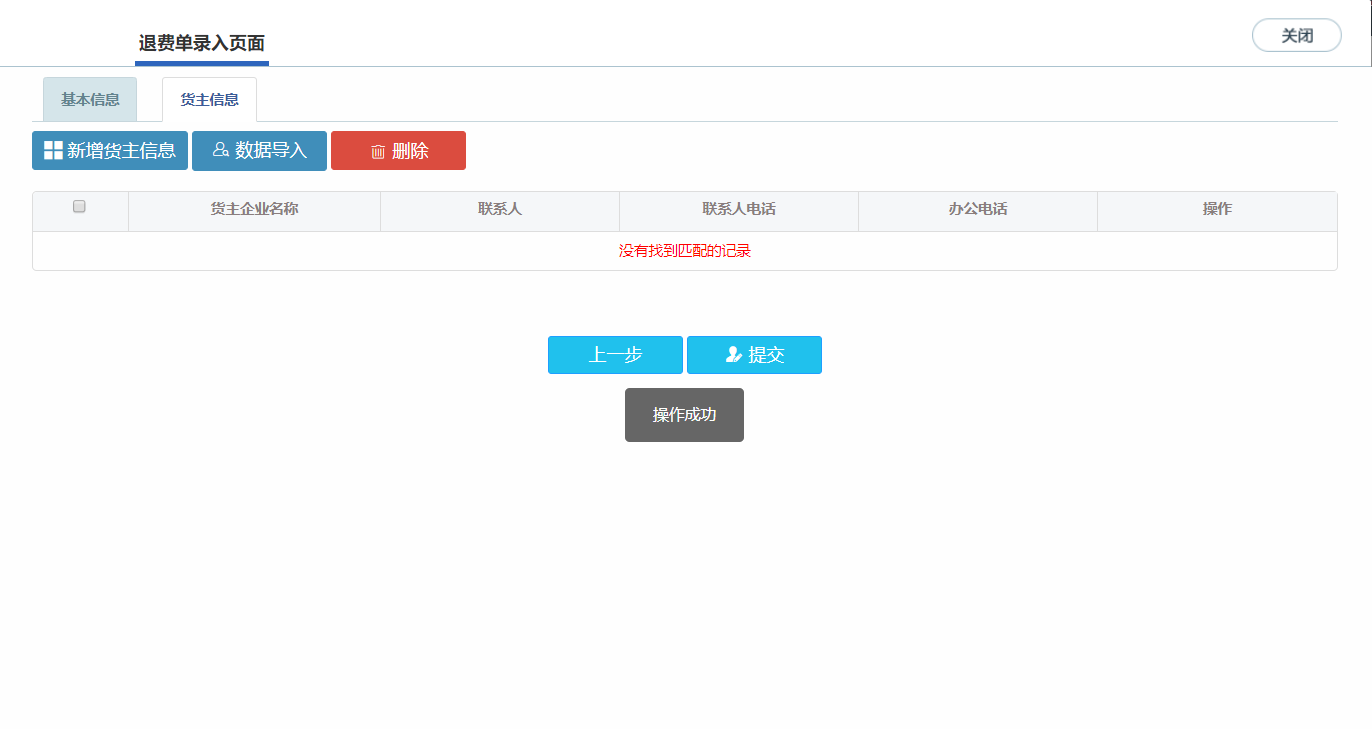 退费单录入页面
关闭
基本信息 货主信息
新增货主信息 数据导入 删除
货主企业名称 联系人 联系人电话 办公电话 操作
没有找到匹配的记录
上一步 提交
操作成功